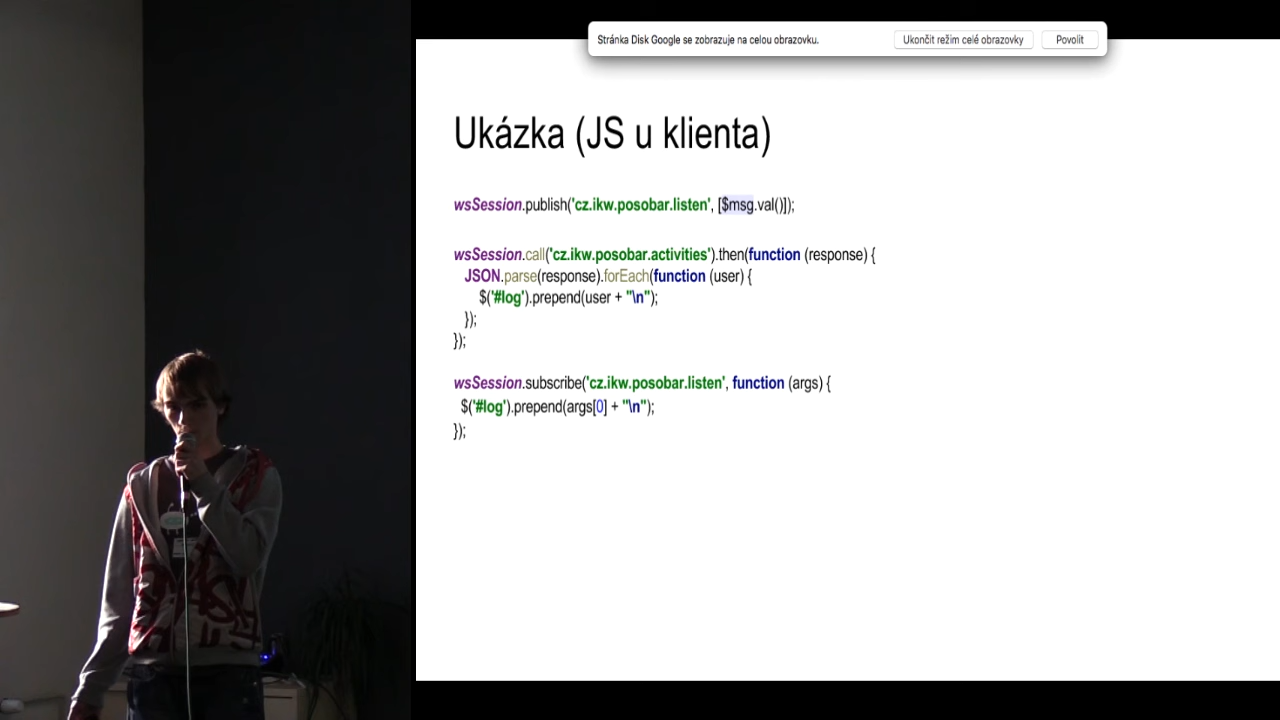 Stránka Disk Google se zobrazuje na celou obrazovku. Ukončit režim celé obrazovky Povolit
Ukázka (JS u klienta)
wsSession.publish('cz.ikw.posobar.listen', [$msg.val()]);
wsSession.call('cz.ikw.posobar.activities').then(function (response) {
JSON.parse(response).forEach(function (user) {
$('#log').prepend(user + "\n");
});
});
wsSession.subscribe('cz.ikw.posobar.listen', function (args) {
$('#log').prepend(args[0] + "\n");
});